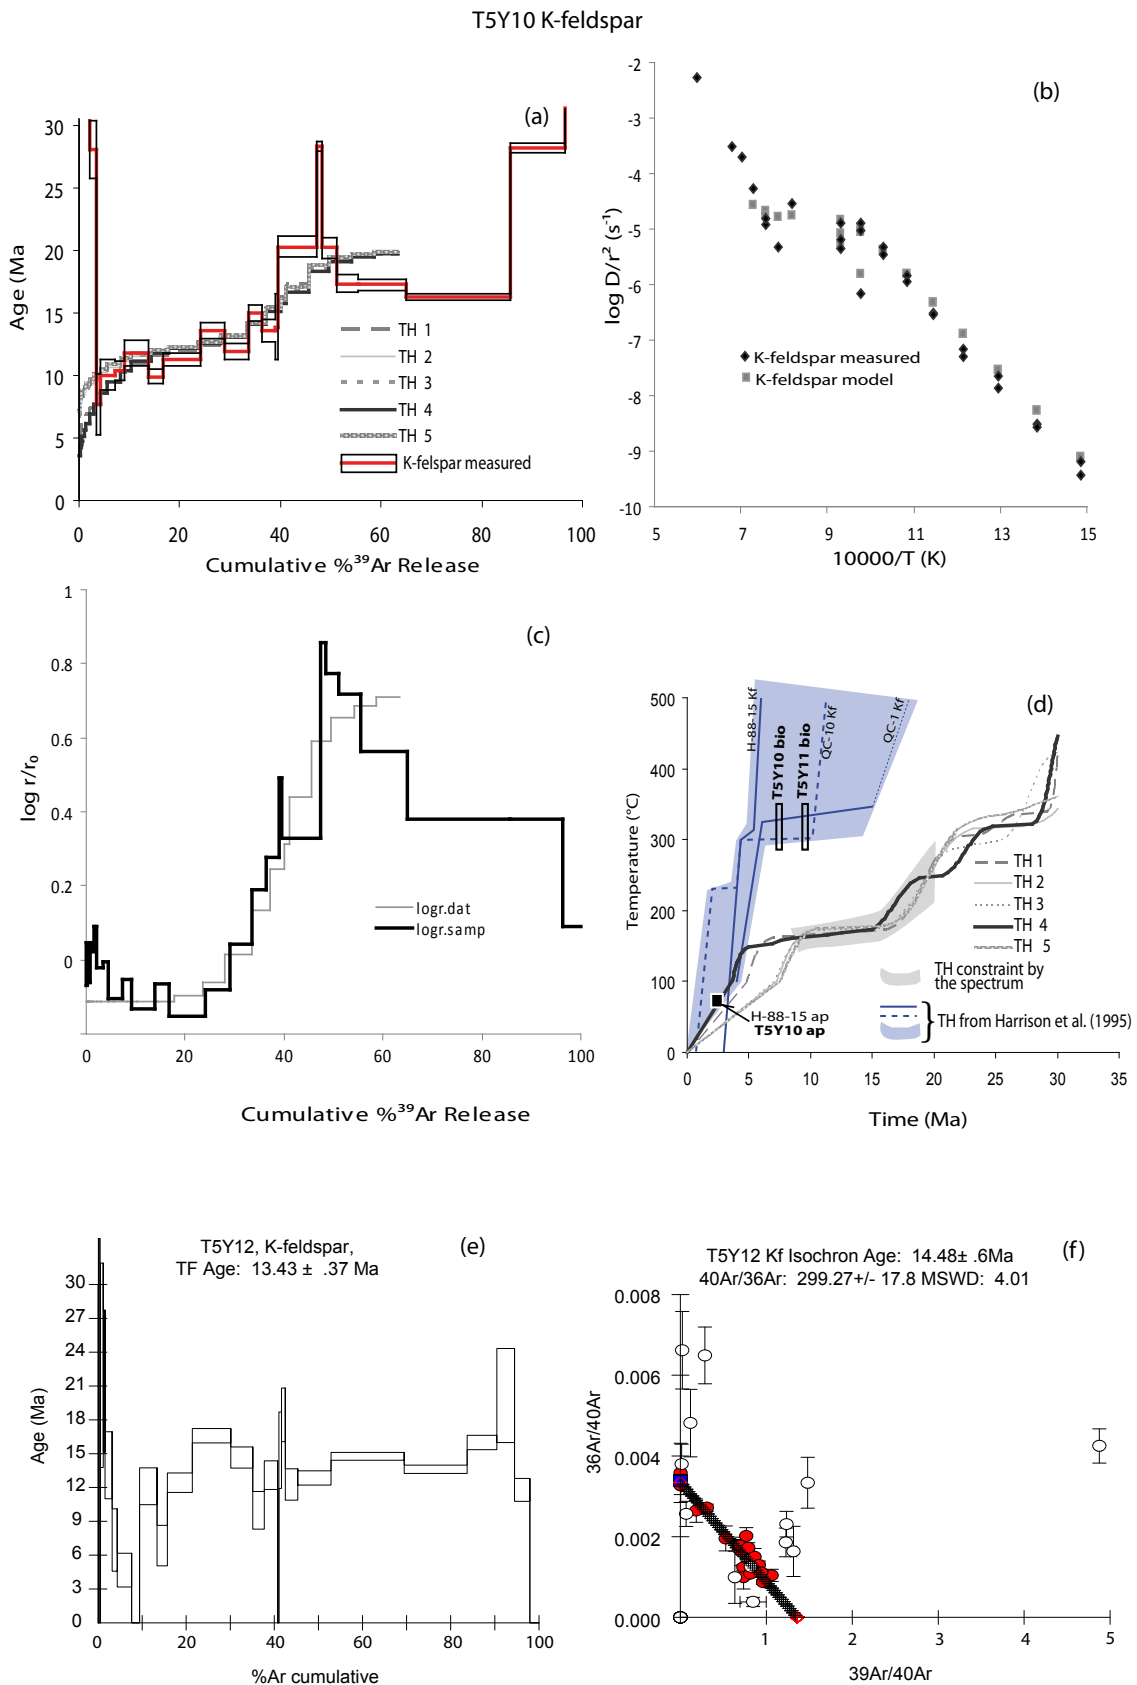 T5Y10 K-feldspar
(a)
Age (Ma
30
25
20
15
10
5
0
TH 1
TH 2
TH 3
TH 4
TH 5
K-felspar measured
0 20 40 60 80 100
Cumulative %³⁹Ar Release
(b)
log D/r² (s⁻¹)
-2
-3
-4
-5
-6
-7
-8
-9
-10
K-feldspar measured
K-feldspar model
5 7 9 11 13 15
10000/T (K)
(c)
log r/r₀
1
0.8
0.6
0.4
0.2
0
logr.dat
logr.samp
0 20 40 60 80 100
Cumulative %³⁹Ar Release
(d)
Temperature (°C)
500
400
300
200
100
0
H-88-15 Kf
T5Y10 bio
T5Y11 bio
QC-10 Kf
QC-1 Kf
TH 1
TH 2
TH 3
TH 4
TH 5
TH constraint by
the spectrum
TH from Harrison et al. (1995)
H-88-15 ap
T5Y10 ap
0 5 10 15 20 25 30 35
Time (Ma)
T5Y12, K-feldspar,
TF Age: 13.43 ± .37 Ma
(e)
Age (Ma)
30
27
24
21
18
15
12
9
6
3
0
0 20 40 60 80 100
%Ar cumulative
T5Y12 Kf Isochron Age: 14.48± .6Ma
40Ar/36Ar: 299.27+/- 17.8 MSWD: 4.01
(f)
36Ar/40Ar
0.008
0.006
0.004
0.002
0.000
1 2 3 4 5
39Ar/40Ar